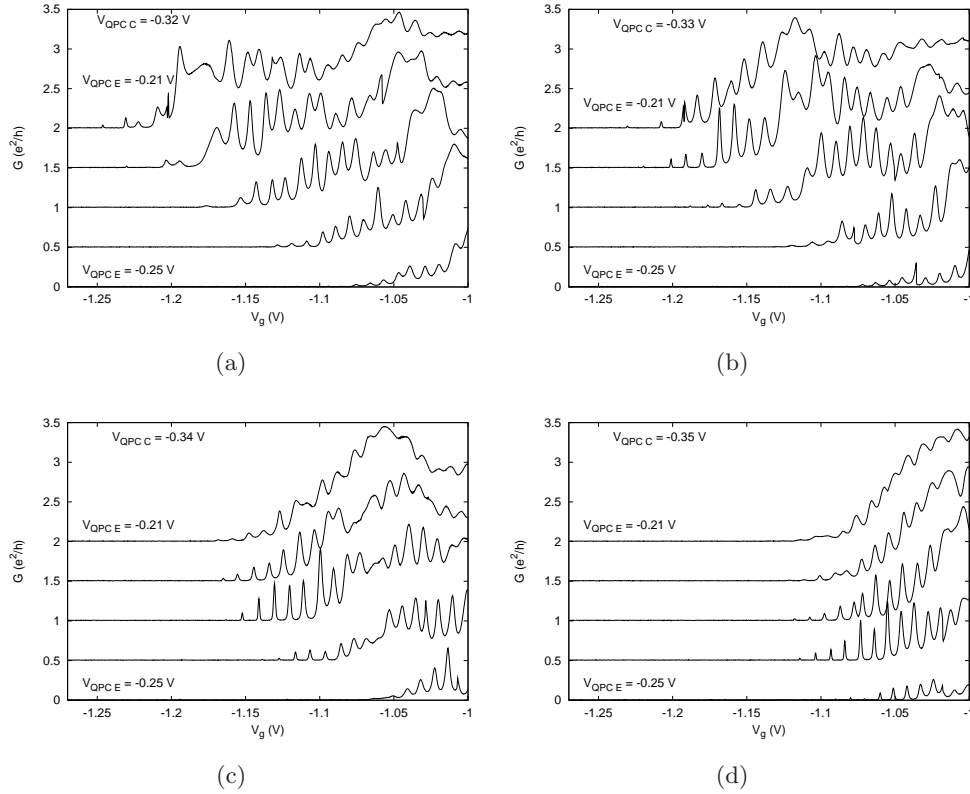 3.5
3
2.5
2
1.5
1
0.5
0
G (e²/h)
V_QPC C = -0.32 V
V_QPC E = -0.21 V
V_QPC E = -0.25 V
-1.25 -1.2 -1.15 -1.1 -1.05 -1
V_g (V)
(a)
3.5
3
2.5
2
1.5
1
0.5
0
G (e²/h)
V_QPC C = -0.33 V
V_QPC E = -0.21 V
V_QPC E = -0.25 V
-1.25 -1.2 -1.15 -1.1 -1.05 -1
V_g (V)
(b)
3.5
3
2.5
2
1.5
1
0.5
0
G (e²/h)
V_QPC C = -0.34 V
V_QPC E = -0.21 V
V_QPC E = -0.25 V
-1.25 -1.2 -1.15 -1.1 -1.05 -1
V_g (V)
(c)
3.5
3
2.5
2
1.5
1
0.5
0
G (e²/h)
V_QPC C = -0.35 V
V_QPC E = -0.21 V
V_QPC E = -0.25 V
-1.25 -1.2 -1.15 -1.1 -1.05 -1
V_g (V)
(d)